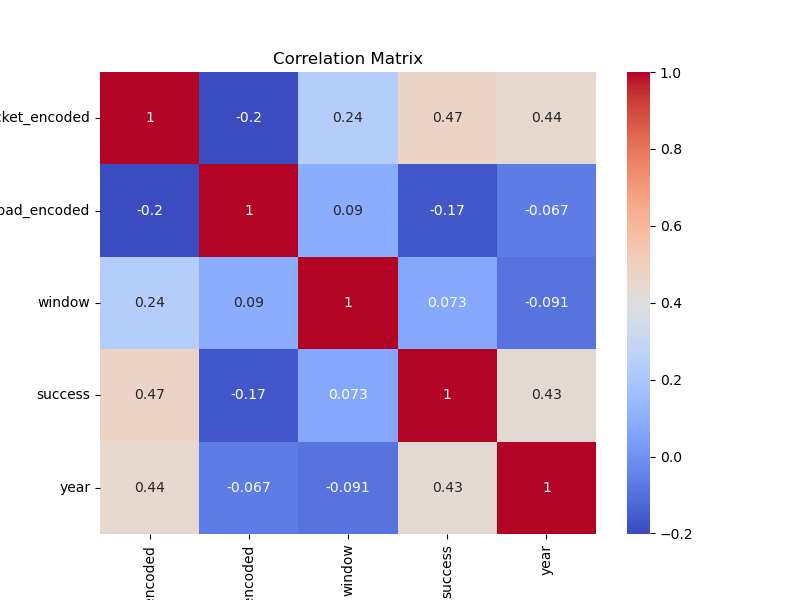 Correlation Matrix
cket_encoded 1 -0.2 0.24 0.47 0.44
pad_encoded -0.2 1 0.09 -0.17 -0.067
window 0.24 0.09 1 0.073 -0.091
success 0.47 -0.17 0.073 1 0.43
year 0.44 -0.067 -0.091 0.43 1
encoded encoded window success year
1.0
0.8
0.6
0.4
0.2
0.0
−0.2